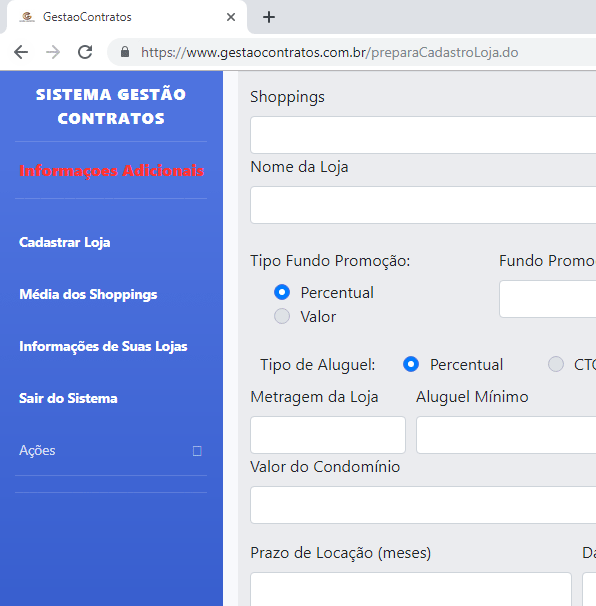 GestaoContratos
https://www.gestaocontratos.com.br/preparaCadastroLoja.do
SISTEMA GESTÃO
CONTRATOS
Informaçoes Adicionais
Cadastrar Loja
Média dos Shoppings
Informações de Suas Lojas
Sair do Sistema
Ações
Shoppings
Nome da Loja
Tipo Fundo Promoção:
Fundo Promo
Percentual
Valor
Tipo de Aluguel:
Percentual
CTO
Metragem da Loja
Aluguel Mínimo
Valor do Condomínio
Prazo de Locação (meses)